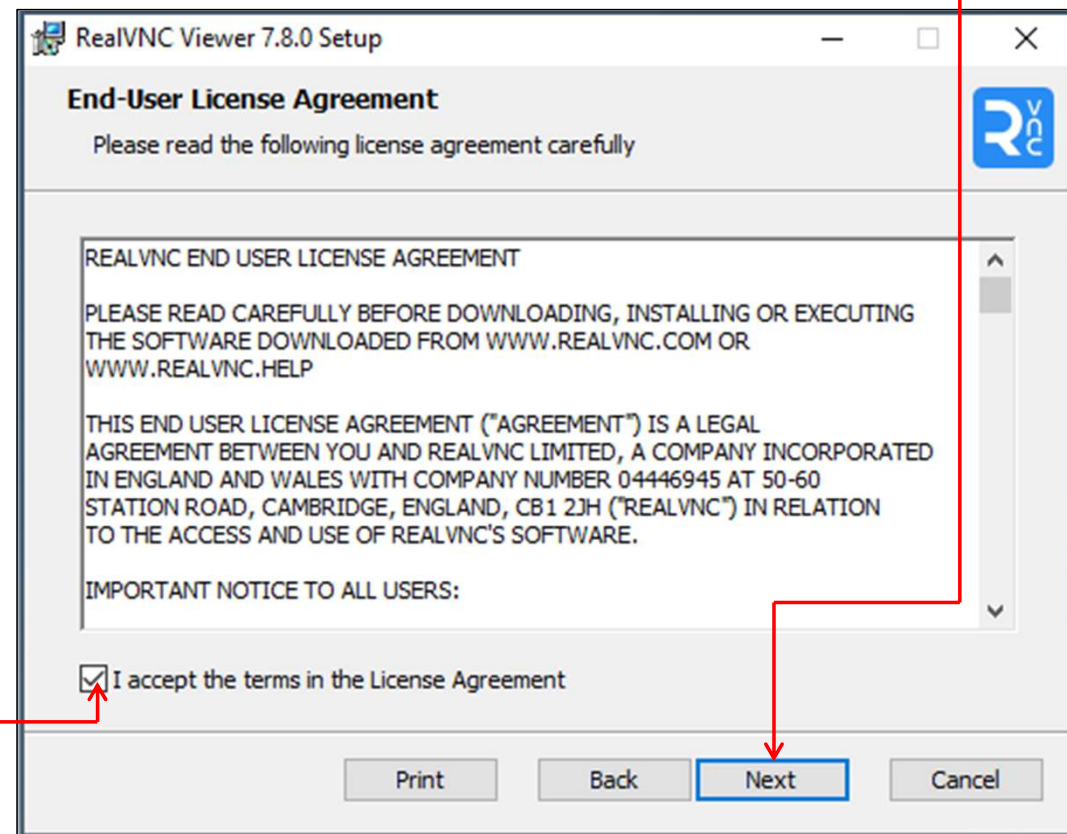 RealVNC Viewer 7.8.0 Setup
End-User License Agreement
Please read the following license agreement carefully
R VNC
REALVNC END USER LICENSE AGREEMENT
PLEASE READ CAREFULLY BEFORE DOWNLOADING, INSTALLING OR EXECUTING
THE SOFTWARE DOWNLOADED FROM WWW.REALVNC.COM OR
WWW.REALVNC.HELP
THIS END USER LICENSE AGREEMENT ("AGREEMENT") IS A LEGAL
AGREEMENT BETWEEN YOU AND REALVNC LIMITED, A COMPANY INCORPORATED
IN ENGLAND AND WALES WITH COMPANY NUMBER 04446945 AT 50-60
STATION ROAD, CAMBRIDGE, ENGLAND, CB1 2JH ("REALVNC") IN RELATION
TO THE ACCESS AND USE OF REALVNC'S SOFTWARE.
IMPORTANT NOTICE TO ALL USERS:
I accept the terms in the License Agreement
Print Back Next Cancel